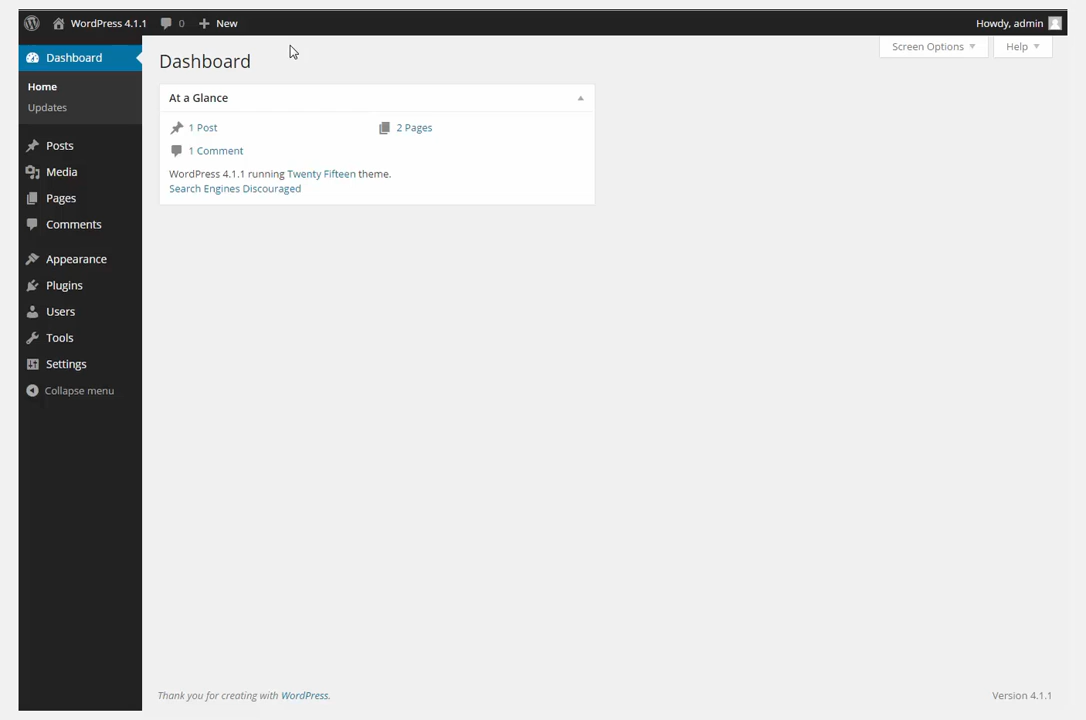 WordPress 4.1.1 0 New Howdy, admin
Dashboard
Home
Updates
Posts
Media
Pages
Comments
Appearance
Plugins
Users
Tools
Settings
Collapse menu
Screen Options Help
Dashboard
At a Glance
1 Post 2 Pages
1 Comment
WordPress 4.1.1 running Twenty Fifteen theme.
Search Engines Discouraged
Thank you for creating with WordPress. Version 4.1.1